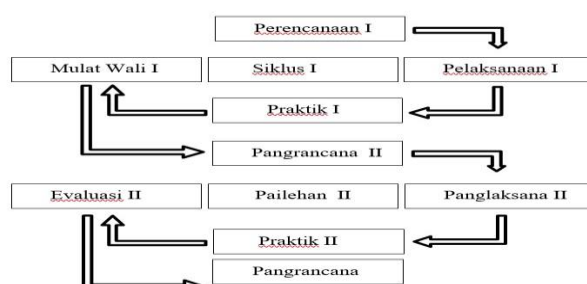 Perencanaan I
Mulat Wali I Siklus I Pelaksanaan I
Praktik I
Pangrancana II
Evaluasi II Pailehan II Panglaksana II
Praktik II
Pangrancana